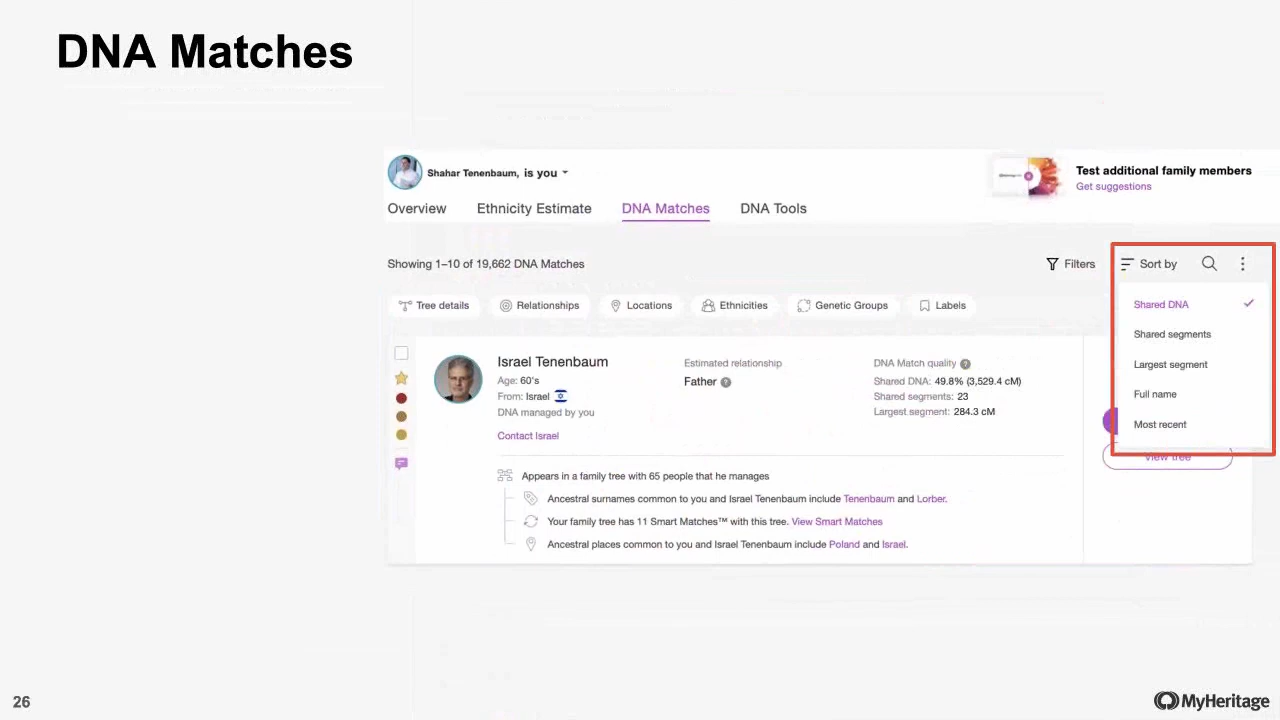 DNA Matches
Shahar Tenenbaum, is you
Test additional family members
Get suggestions
Overview
Ethnicity Estimate
DNA Matches
DNA Tools
Showing 1–10 of 19,662 DNA Matches
Filters
Sort by
Tree details
Relationships
Locations
Ethnicities
Genetic Groups
Labels
Shared DNA
Shared segments
Largest segment
Full name
Most recent
View tree
Israel Tenenbaum
Age: 60's
From: Israel
DNA managed by you
Contact Israel
Estimated relationship
Father ?
DNA Match quality ?
Shared DNA: 49.8% (3,529.4 cM)
Shared segments: 23
Largest segment: 284.3 cM
Appears in a family tree with 65 people that he manages
Ancestral surnames common to you and Israel Tenenbaum include Tenenbaum and Lorber.
Your family tree has 11 Smart Matches™ with this tree. View Smart Matches
Ancestral places common to you and Israel Tenenbaum include Poland and Israel.
26
MyHeritage